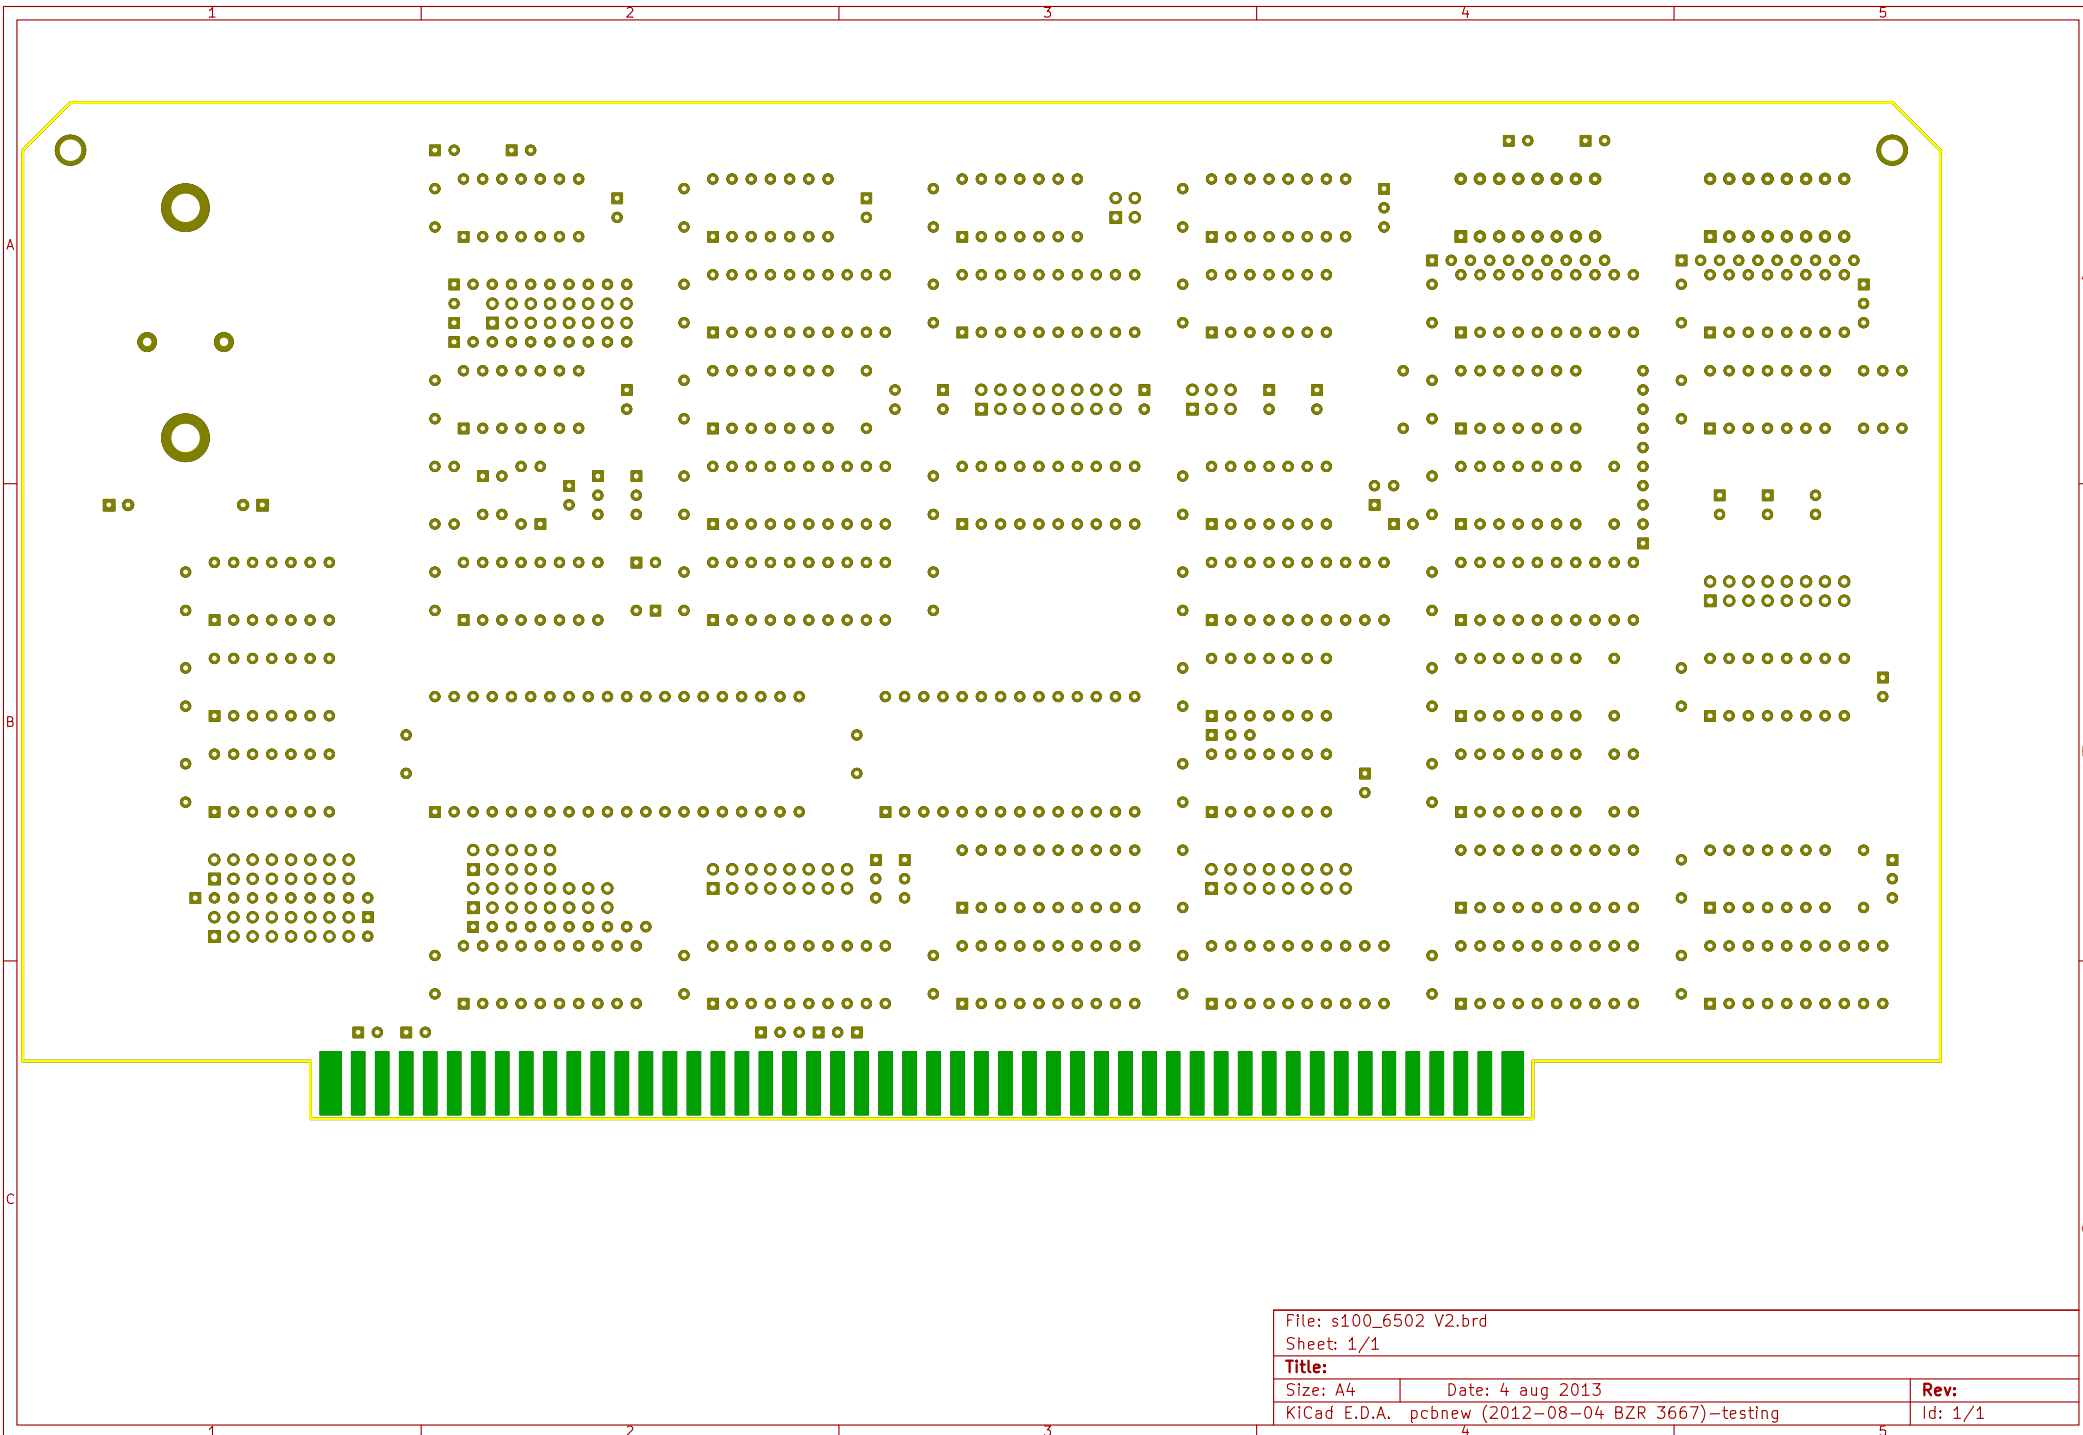 1 2 3 4 5
A
B
C
File: s100_6502 V2.brd
Sheet: 1/1
Title:
Size: A4 Date: 4 aug 2013 Rev:
KiCad E.D.A. pcbnew (2012-08-04 BZR 3667)-testing Id: 1/1
1 2 3 4 5